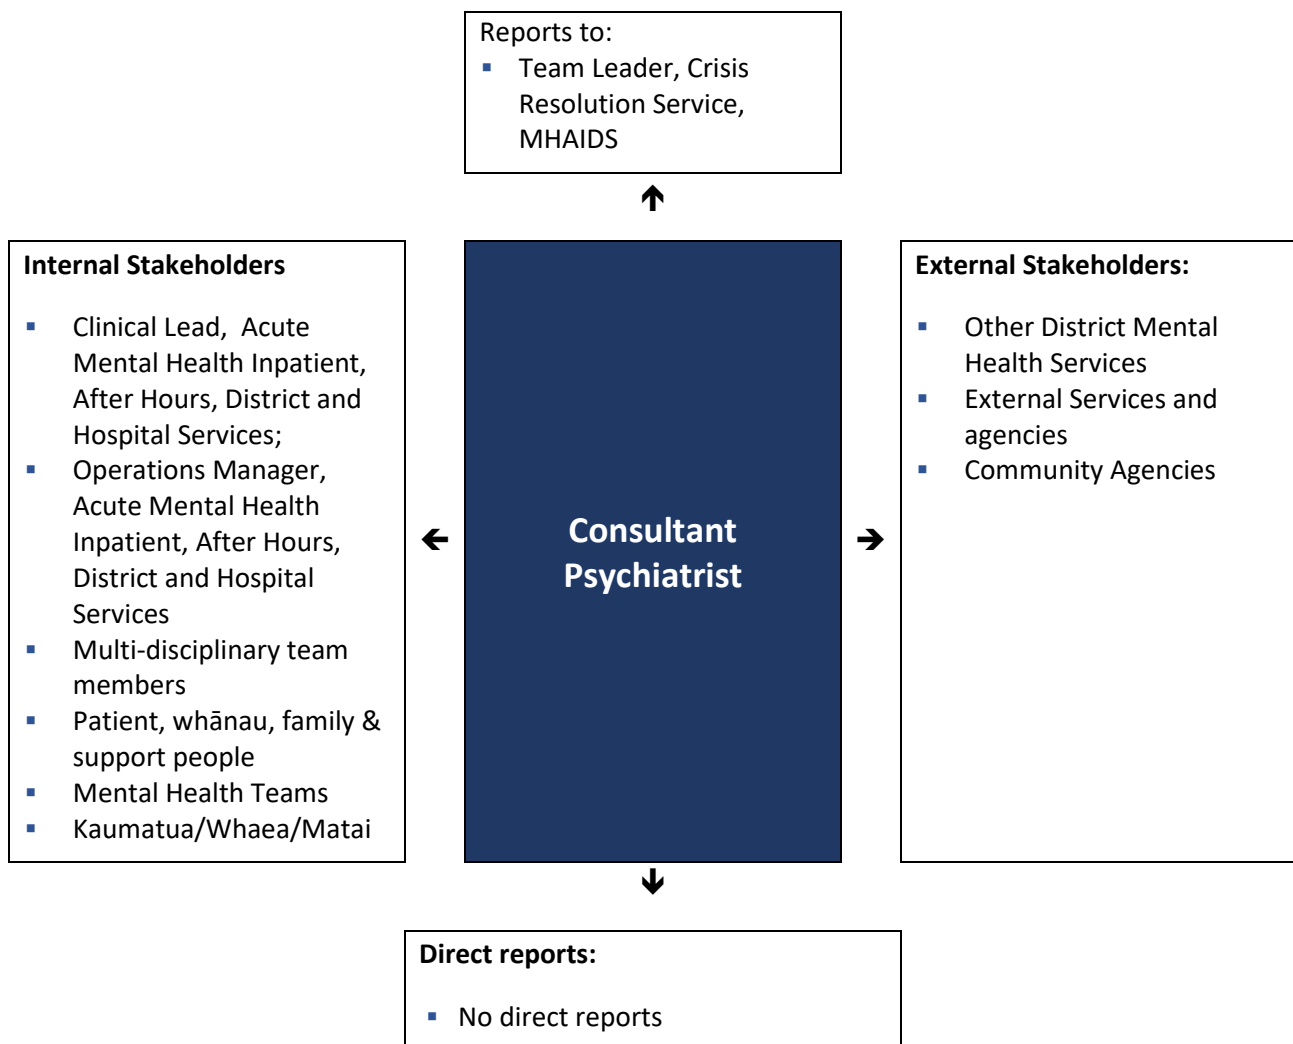 Reports to:
▪ Team Leader, Crisis
Resolution Service,
MHAIDS
Internal Stakeholders
▪ Clinical Lead,  Acute
Mental Health Inpatient,
After Hours, District and
Hospital Services;
▪ Operations Manager,
Acute Mental Health
Inpatient, After Hours,
District and Hospital
Services
▪ Multi-disciplinary team
members
▪ Patient, whānau, family &
support people
▪ Mental Health Teams
▪ Kaumatua/Whaea/Matai
Consultant
Psychiatrist
External Stakeholders:
▪ Other District Mental
Health Services
▪ External Services and
agencies
▪ Community Agencies
Direct reports:
▪ No direct reports